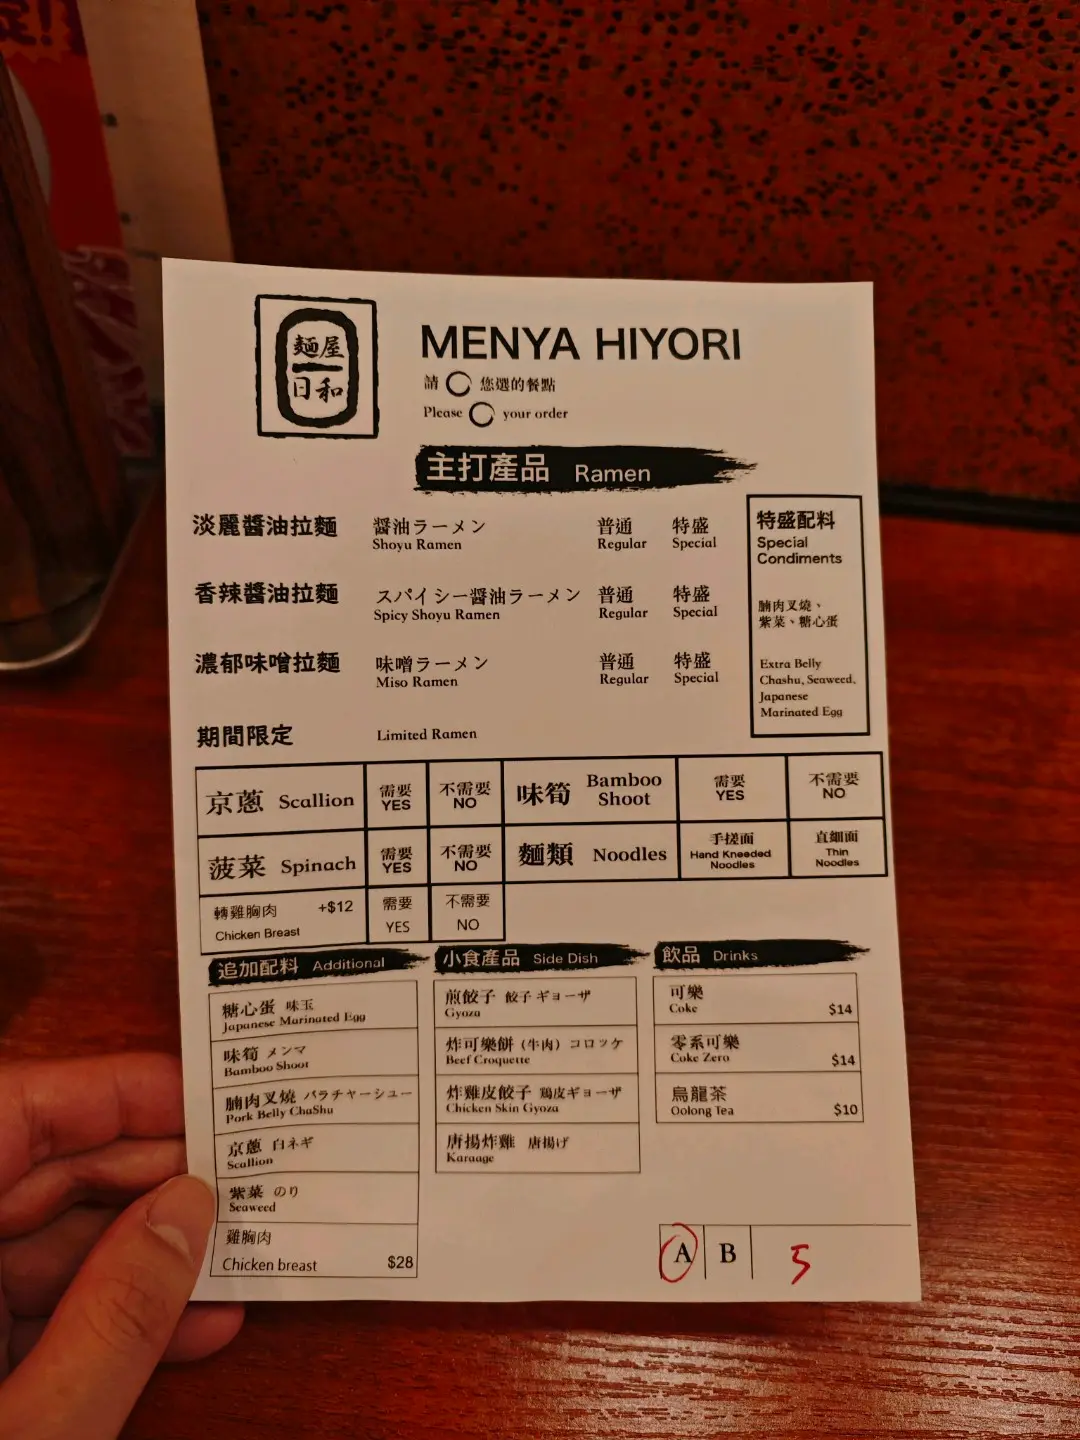 定!!
麵屋
日和
MENYA HIYORI
請 ◯ 您選的餐點
Please ◯ your order
主打產品 Ramen
淡麗醬油拉麵 醤油ラーメン 普通 特盛
Shoyu Ramen Regular Special
香辣醬油拉麵 スパイシー醤油ラーメン 普通 特盛
Spicy Shoyu Ramen Regular Special
濃郁味噌拉麵 味噌ラーメン 普通 特盛
Miso Ramen Regular Special
期間限定 Limited Ramen
特盛配料
Special
Condiments
腩肉叉燒、
紫菜、糖心蛋
Extra Belly
Chashu, Seaweed,
Japanese
Marinated Egg
京蔥 Scallion 需要 YES 不需要 NO 味筍 Bamboo Shoot 需要 YES 不需要 NO
菠菜 Spinach 需要 YES 不需要 NO 麵類 Noodles 手搓面 Hand Kneeded Noodles 直細面 Thin Noodles
轉雞胸肉 +$12 需要 不需要
Chicken Breast YES NO
追加配料 Additional
糖心蛋 味玉
Japanese Marinated Egg
味筍 メンマ
Bamboo Shoot
腩肉叉燒 バラチャーシュー
Pork Belly ChaShu
京蔥 白ネギ
Scallion
紫菜 のり
Seaweed
雞胸肉
Chicken breast $28
小食產品 Side Dish
煎餃子 餃子 ギョーザ
Gyoza
炸可樂餅（牛肉）コロッケ
Beef Croquette
炸雞皮餃子 鶏皮ギョーザ
Chicken Skin Gyoza
唐揚炸雞 唐揚げ
Karaage
飲品 Drinks
可樂
Coke $14
零系可樂
Coke Zero $14
烏龍茶
Oolong Tea $10
A B 5